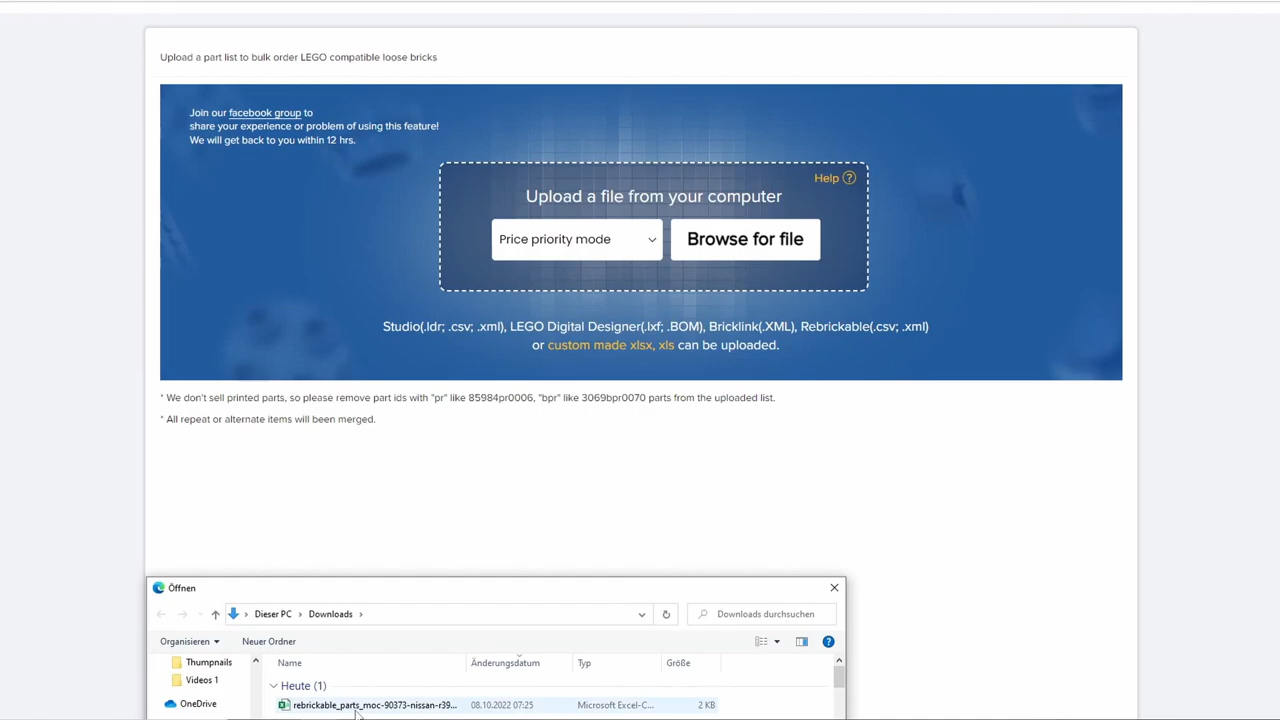 Upload a part list to bulk order LEGO compatible loose bricks
Join our facebook group to
share your experience or problem of using this feature!
We will get back to you within 12 hrs.
Help ?
Upload a file from your computer
Price priority mode
Browse for file
Studio(.ldr; .csv; .xml), LEGO Digital Designer(.lxf; .BOM), Bricklink(.XML), Rebrickable(.csv; .xml)
or custom made xlsx, xls can be uploaded.
* We don't sell printed parts, so please remove part ids with "pr" like 85984pr0006, "bpr" like 3069bpr0070 parts from the uploaded list.
* All repeat or alternate items will been merged.
Öffnen
Dieser PC > Downloads >
Downloads durchsuchen
Organisieren
Neuer Ordner
Thumpnails
Videos 1
OneDrive
Name
Änderungsdatum
Typ
Größe
Heute (1)
rebrickable_parts_moc-90373-nissan-r39...
08.10.2022 07:25
Microsoft Excel-C...
2 KB